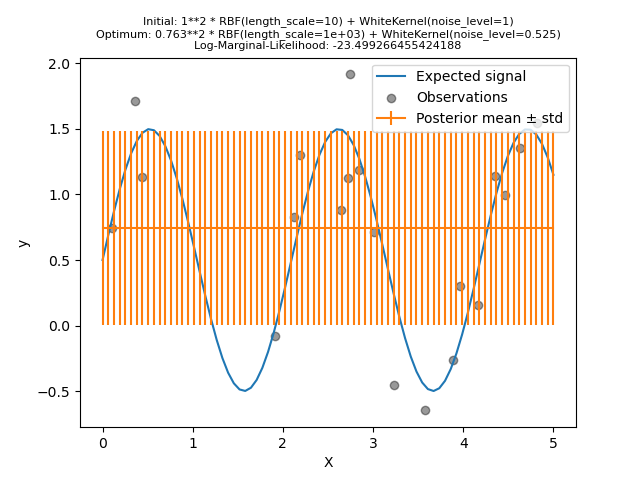 Initial: 1**2 * RBF(length_scale=10) + WhiteKernel(noise_level=1)
Optimum: 0.763**2 * RBF(length_scale=1e+03) + WhiteKernel(noise_level=0.525)
Log-Marginal-Likelihood: -23.499266455424188
2.0
1.5
1.0
0.5
0.0
−0.5
y
Expected signal
Observations
Posterior mean ± std
0 1 2 3 4 5
X